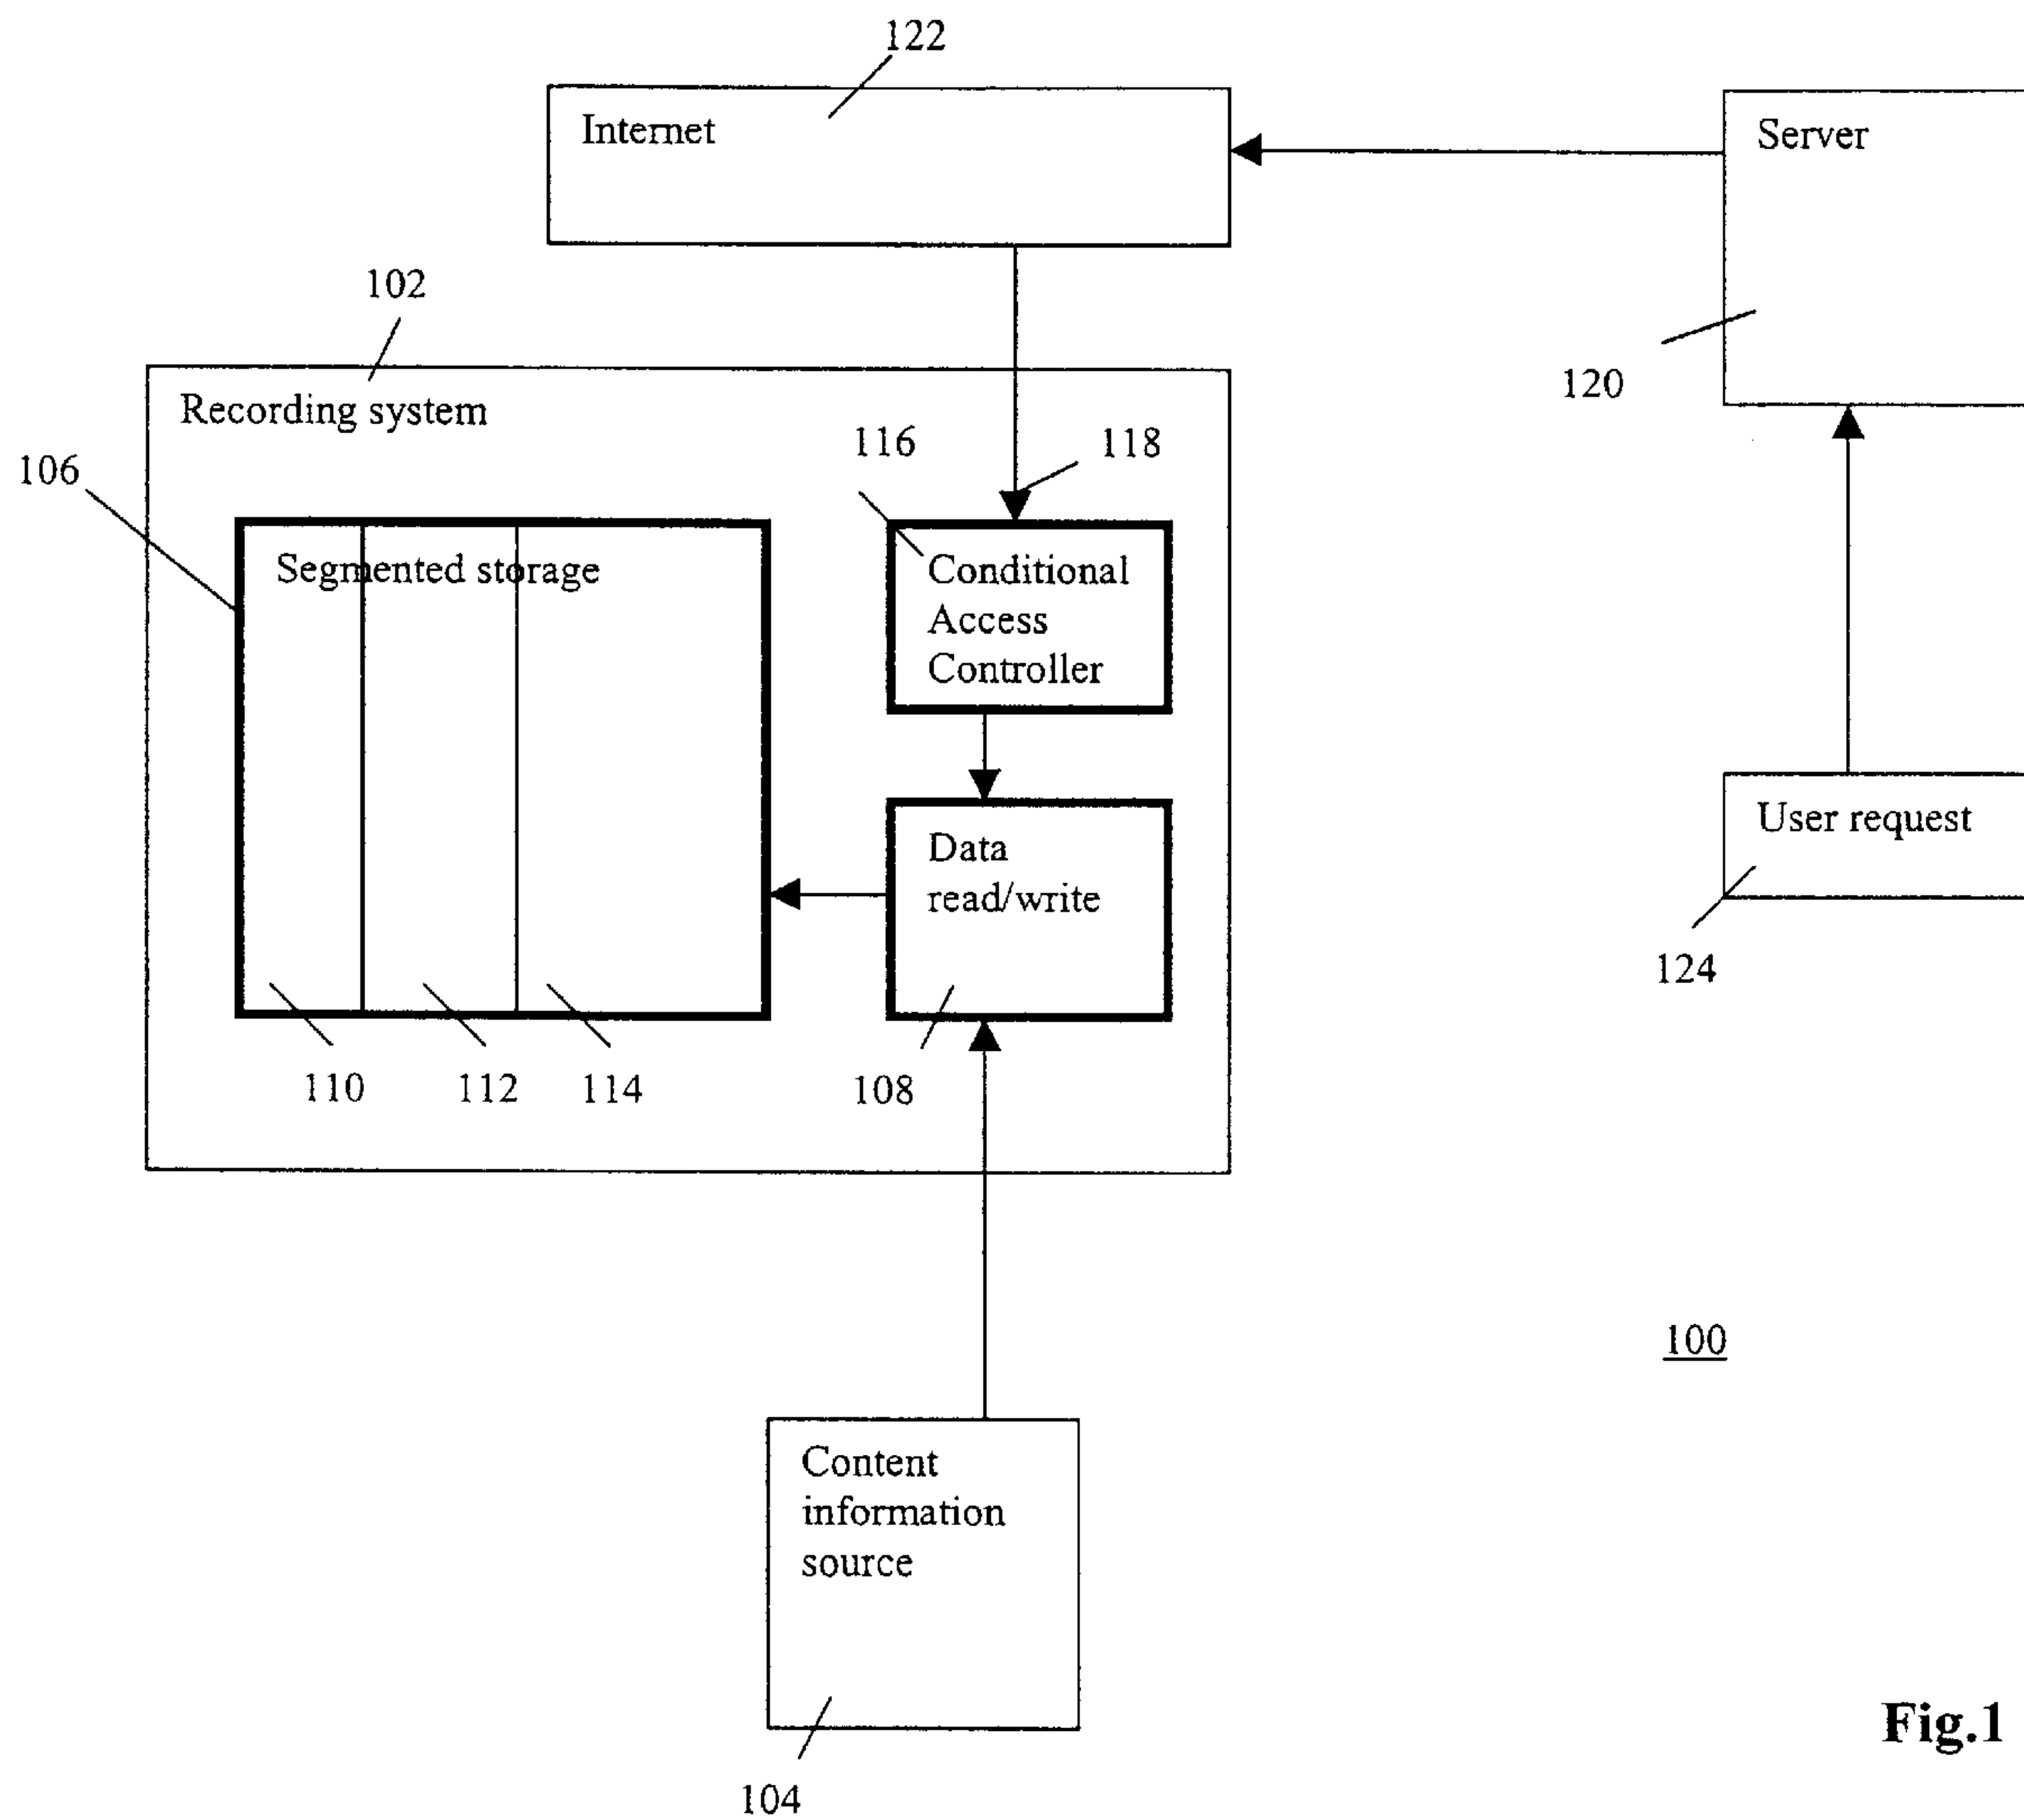 122
Internet
Server
102
120
Recording system
116
118
106
Segmented storage
Conditional
Access
Controller
Data
read/write
User request
124
110
112
114
108
100
Content
information
source
104
Fig.1